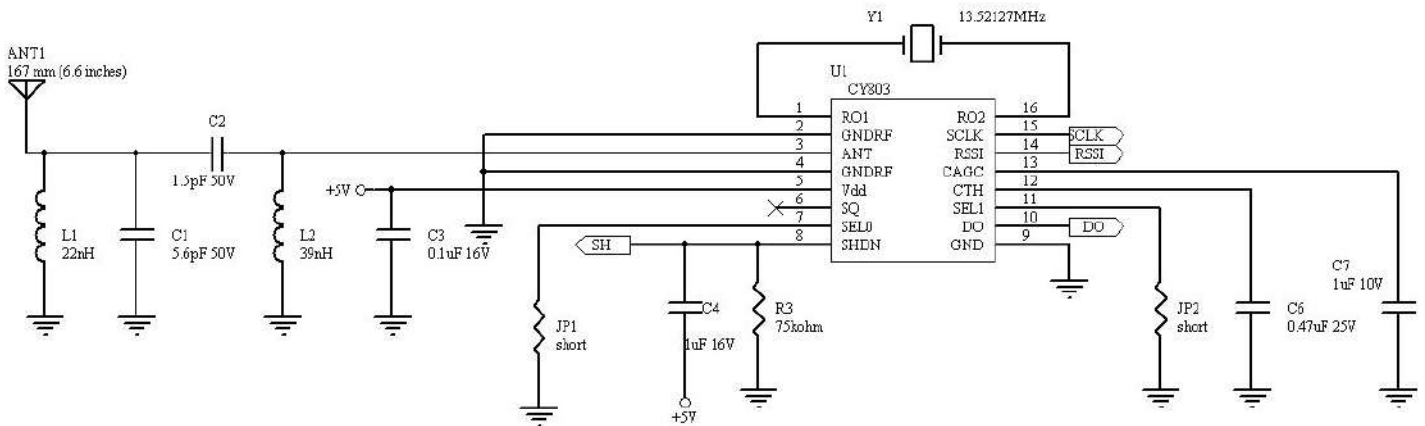 Y1
13.52127MHz
ANT1
167 mm (6.6 inches)
U1
CY803
1
RO1
RO2
16
2
GNDRF
SCLK
15
SCLK
3
ANT
RSSI
14
RSSI
4
GNDRF
CAGC
13
5
Vdd
CTH
12
6
SQ
SEL1
11
7
SEL0
DO
10
DO
8
SHDN
GND
9
C2
1.5pF 50V
+5V
SH
L1
22nH
C1
5.6pF 50V
L2
39nH
C3
0.1uF 16V
JP1
short
C4
1uF 16V
+5V
R3
75kohm
JP2
short
C6
0.47uF 25V
C7
1uF 10V